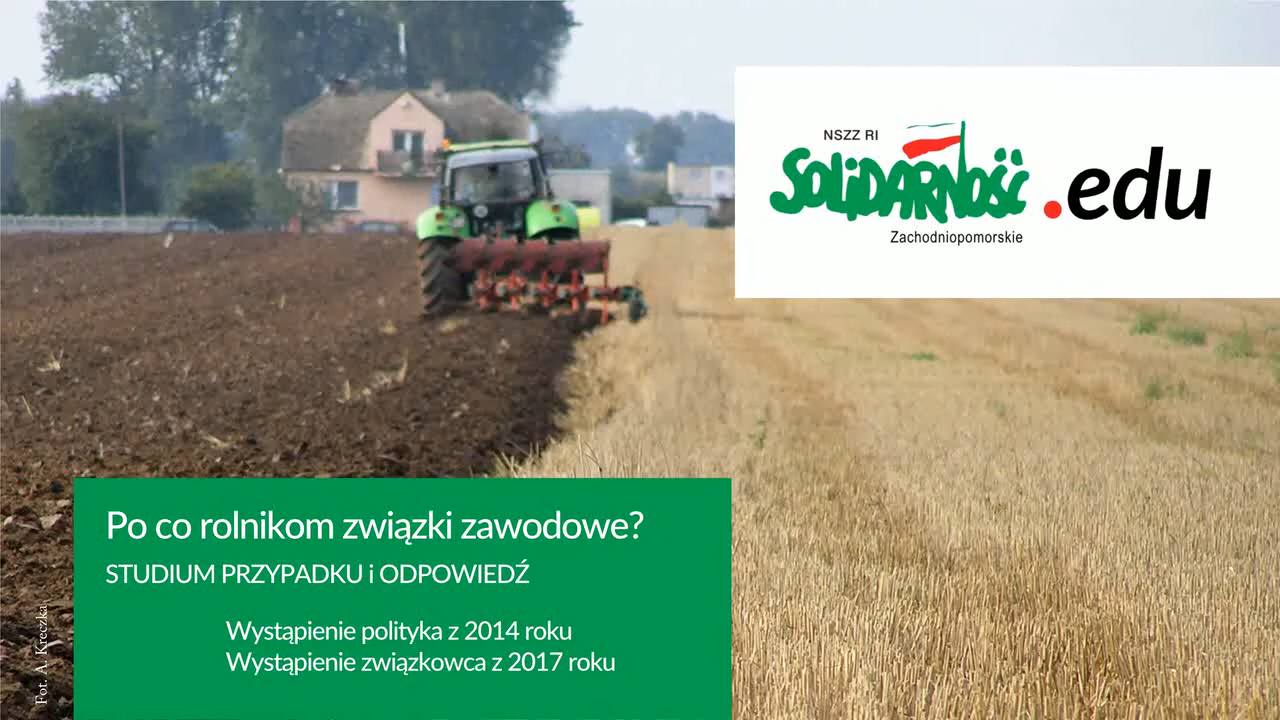 NSZZ RI
SOLiDARNOŚĆ
.edu
Zachodniopomorskie
Po co rolnikom związki zawodowe?
STUDIUM PRZYPADKU i ODPOWIEDŹ
Wystąpienie polityka z 2014 roku
Wystąpienie związkowca z 2017 roku
Fot. A. Kreczka